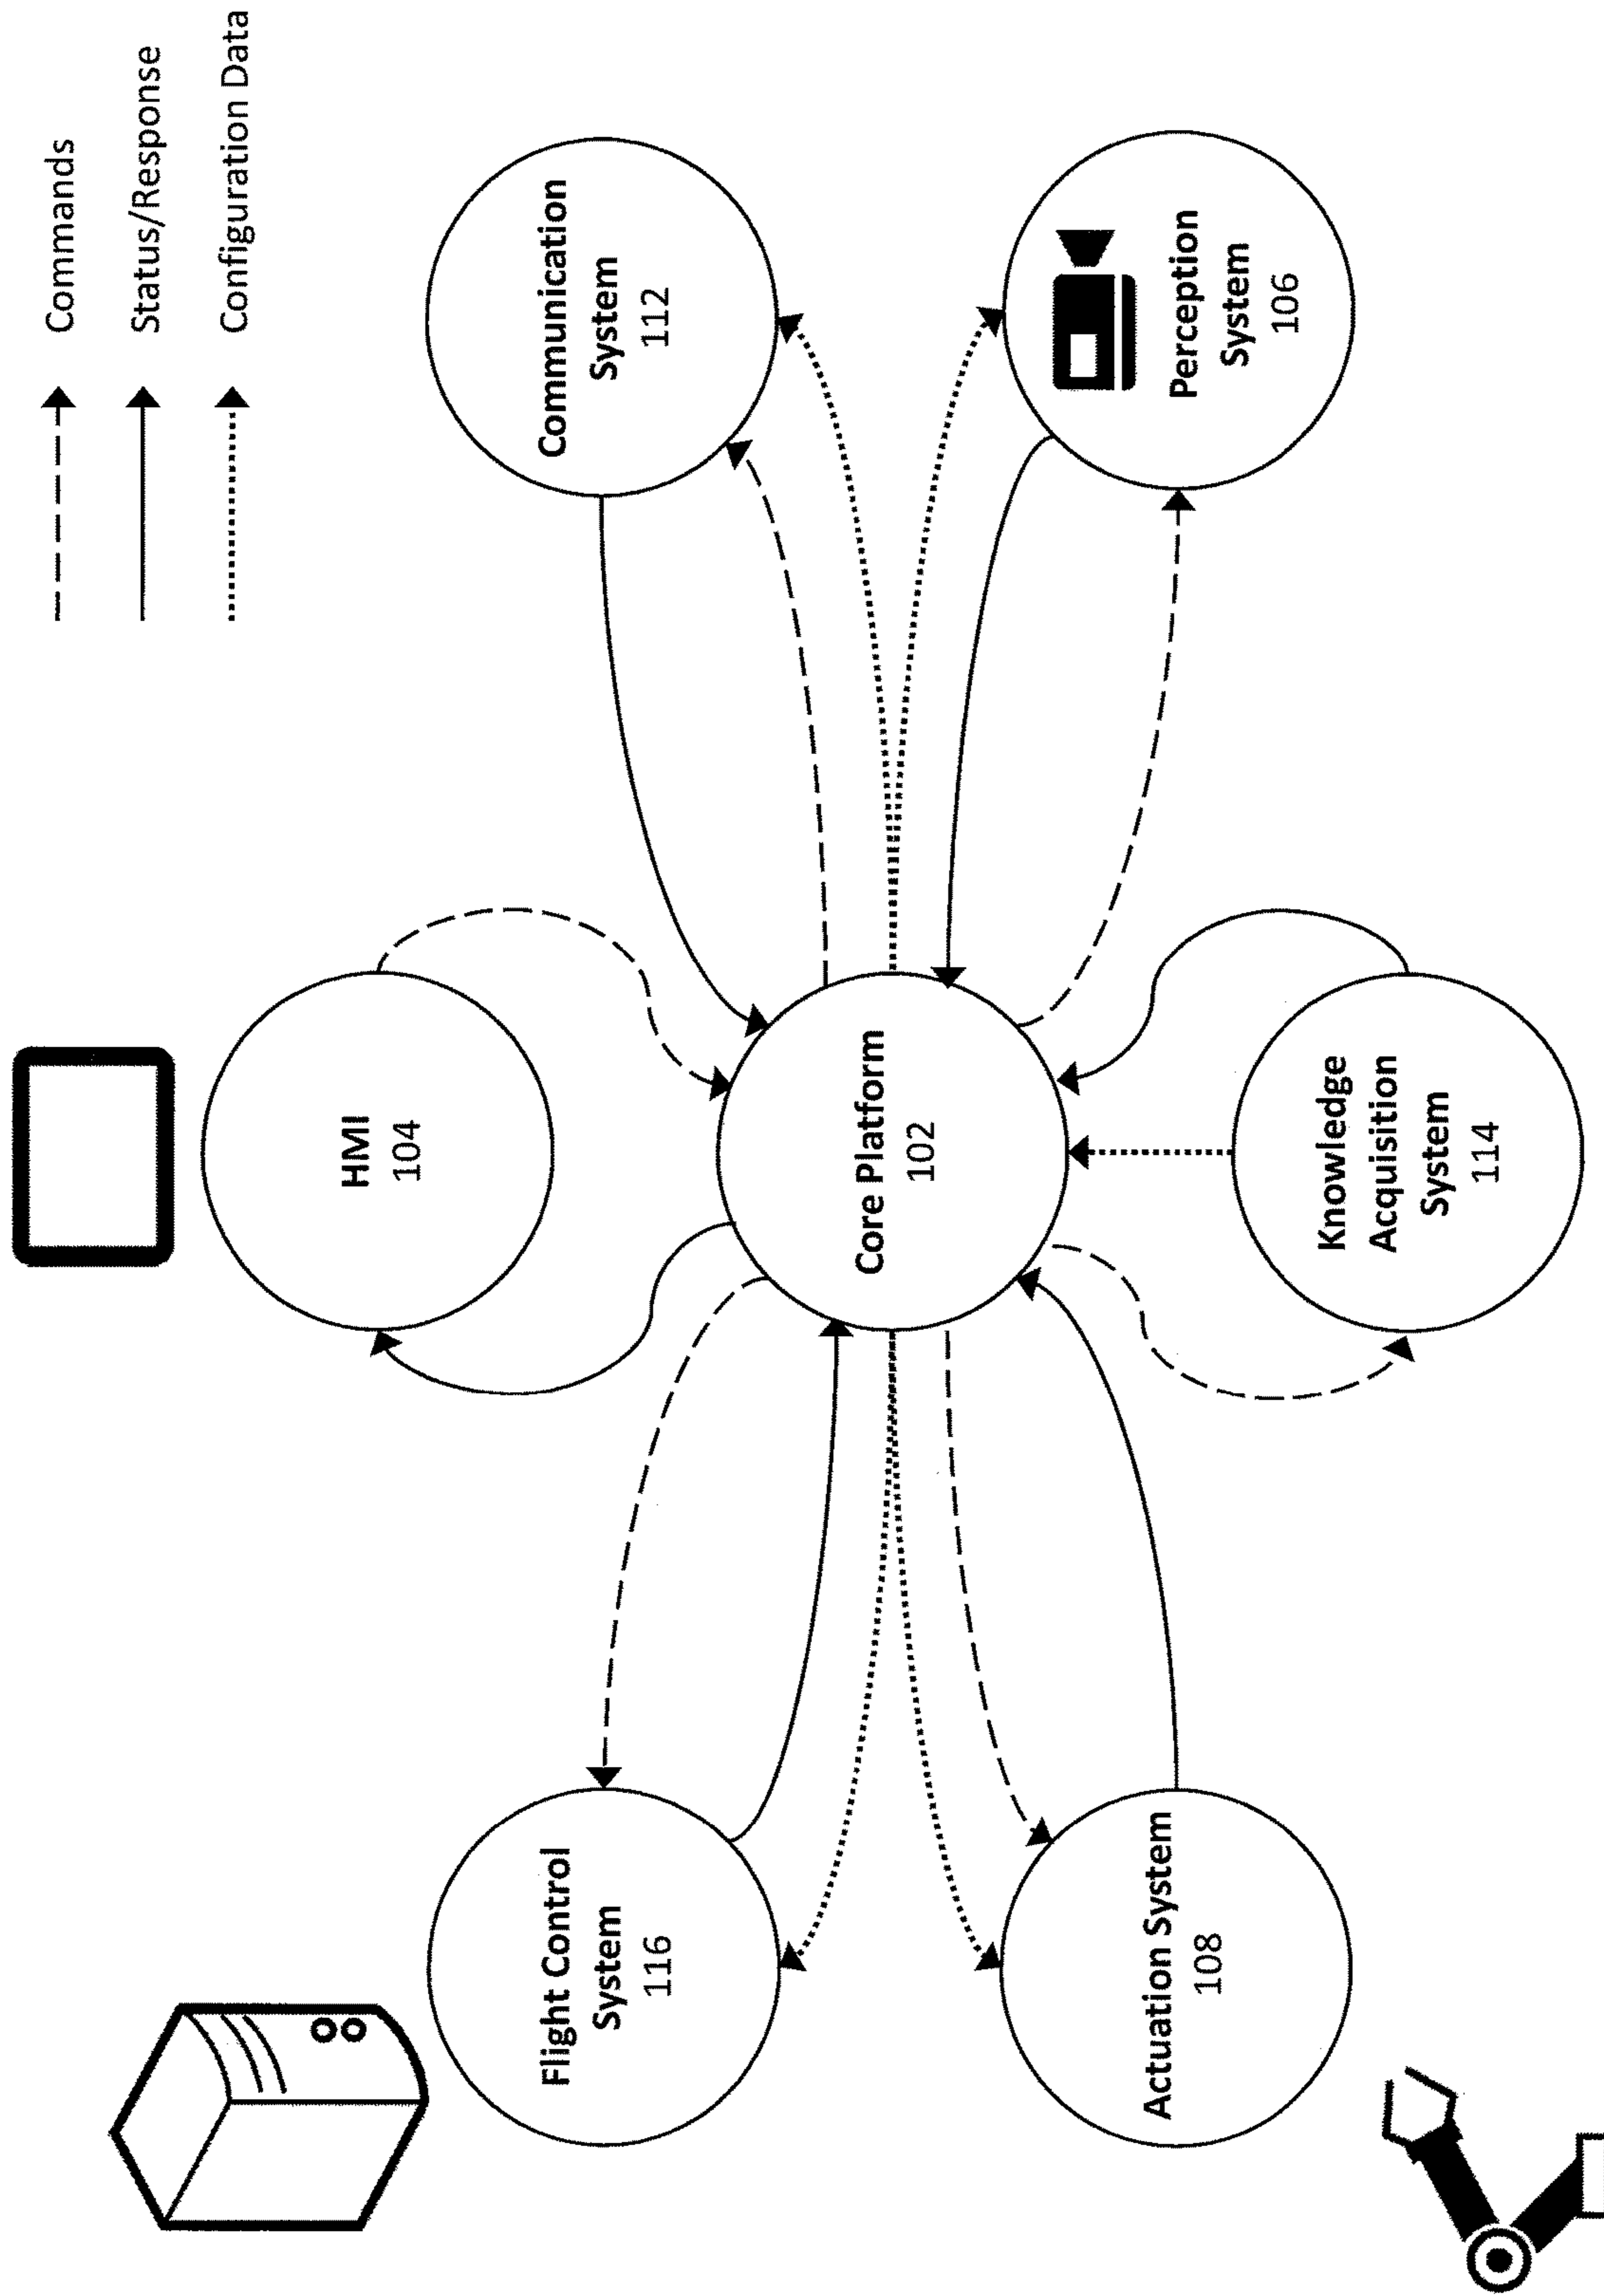 Commands
Status/Response
Configuration Data
HMI
104
Flight Control
System
116
Communication
System
112
Core Platform
102
Actuation System
108
Perception
System
106
Knowledge
Acquisition
System
114